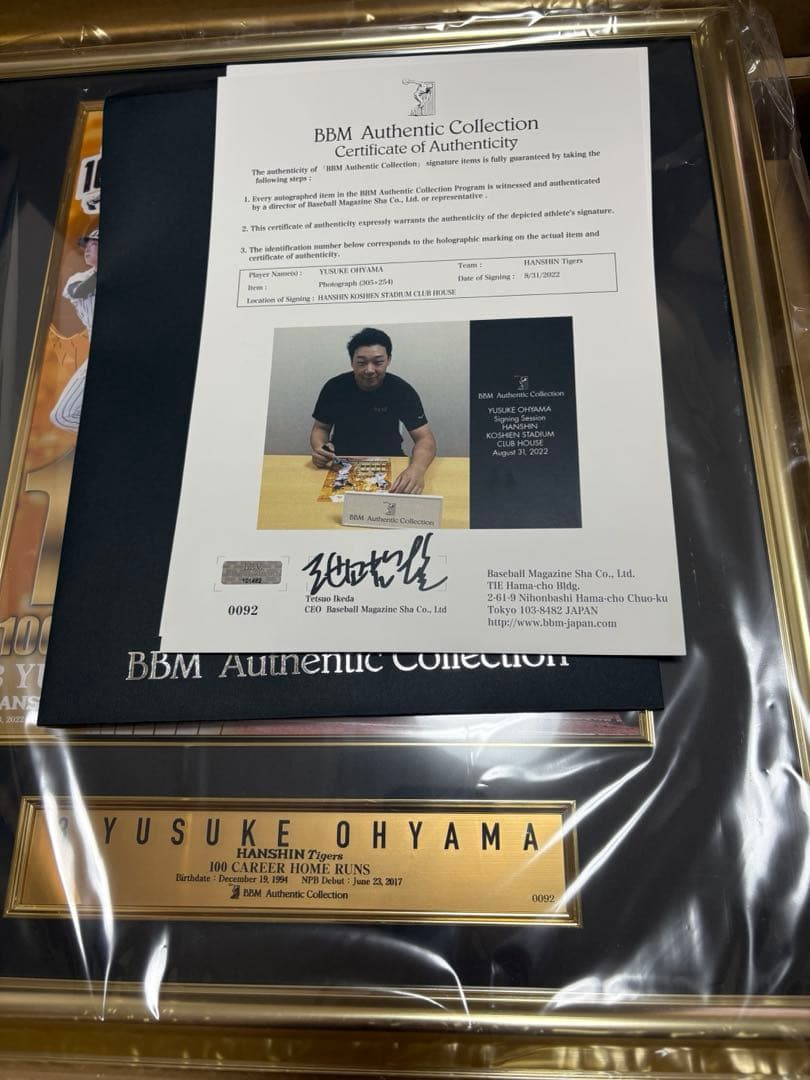 BBM Authentic Collection
Certificate of Authenticity
The authenticity of「BBM Authentic Collection」signature items is fully guaranteed by taking the
following steps :
1. Every autographed item in the BBM Authentic Collection Program is witnessed and authenticated
by a director of Baseball Magazine Sha Co., Ltd. or representative .
2. This certificate of authenticity expressly warrants the authenticity of the depicted athlete's signature.
3. The identification number below corresponds to the holographic marking on the actual item and
certificate of authenticity.
Player Name(s) : YUSUKE OHYAMA Team : HANSHIN Tigers
Item : Photograph (305×254) Date of Signing : 8/31/2022
Location of Signing : HANSHIN KOSHIEN STADIUM CLUB HOUSE
BBM Authentic Collection
YUSUKE OHYAMA
Signing Session
HANSHIN
KOSHIEN STADIUM
CLUB HOUSE
August 31, 2022
BBM Authentic Collection
0092
Tetsuo Ikeda
CEO Baseball Magazine Sha Co., Ltd
Baseball Magazine Sha Co., Ltd.
TIE Hama-cho Bldg.
2-61-9 Nihonbashi Hama-cho Chuo-ku
Tokyo 103-8482 JAPAN
http://www.bbm-japan.com
BBM Authentic Collection
100
YU
HANS
2022
3 YUSUKE OHYAMA
HANSHIN Tigers
100 CAREER HOME RUNS
Birthdate : December 19, 1994 NPB Debut : June 23, 2017
BBM Authentic Collection
0092